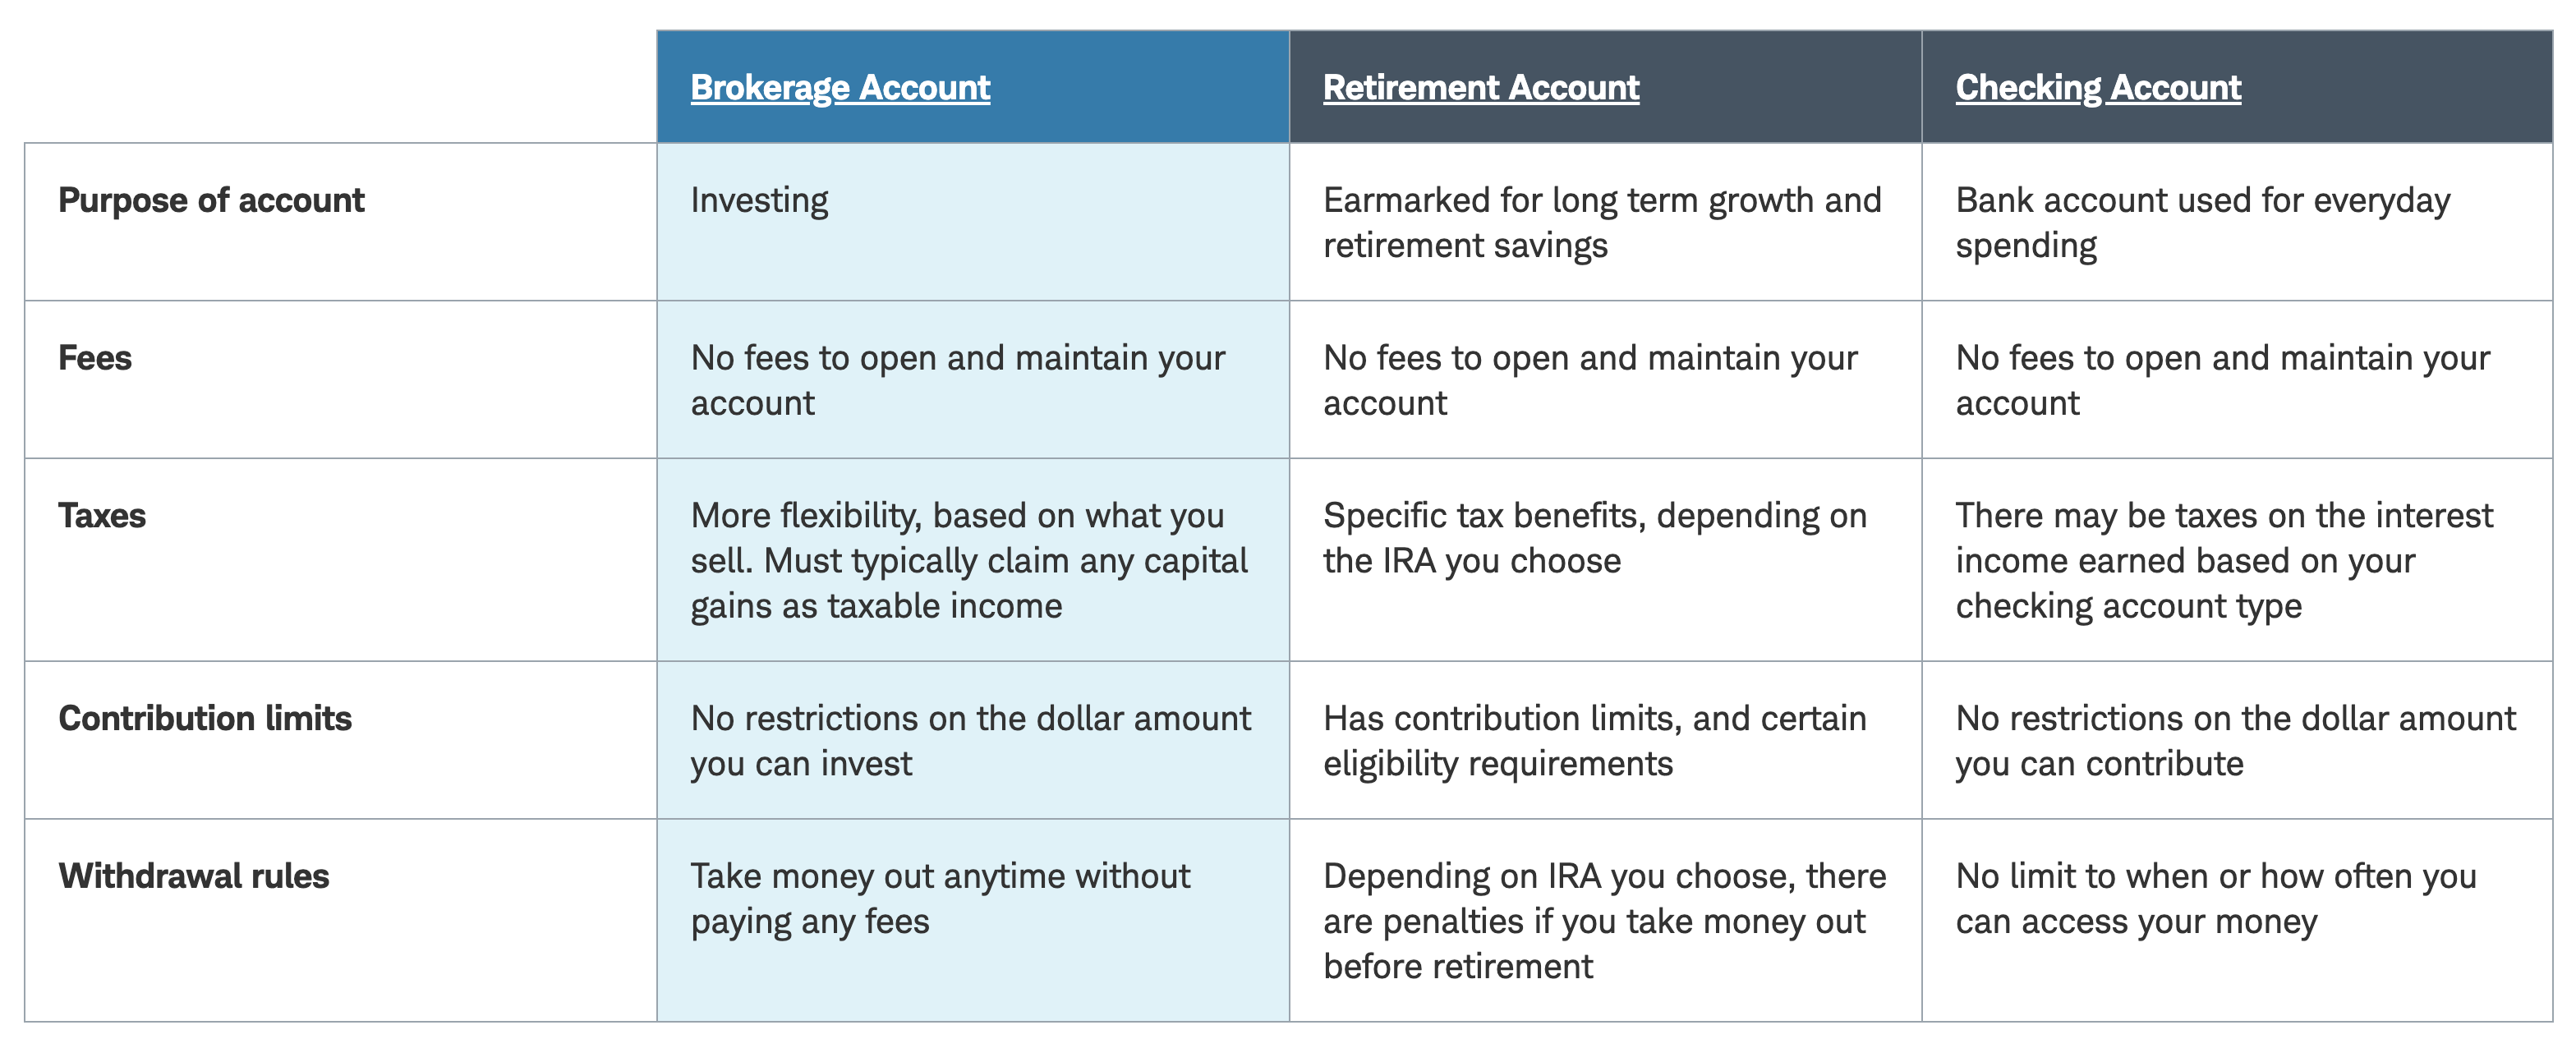 Brokerage Account
Retirement Account
Checking Account
Purpose of account
Investing
Earmarked for long term growth and
retirement savings
Bank account used for everyday
spending
Fees
No fees to open and maintain your
account
No fees to open and maintain your
account
No fees to open and maintain your
account
Taxes
More flexibility, based on what you
sell. Must typically claim any capital
gains as taxable income
Specific tax benefits, depending on
the IRA you choose
There may be taxes on the interest
income earned based on your
checking account type
Contribution limits
No restrictions on the dollar amount
you can invest
Has contribution limits, and certain
eligibility requirements
No restrictions on the dollar amount
you can contribute
Withdrawal rules
Take money out anytime without
paying any fees
Depending on IRA you choose, there
are penalties if you take money out
before retirement
No limit to when or how often you
can access your money